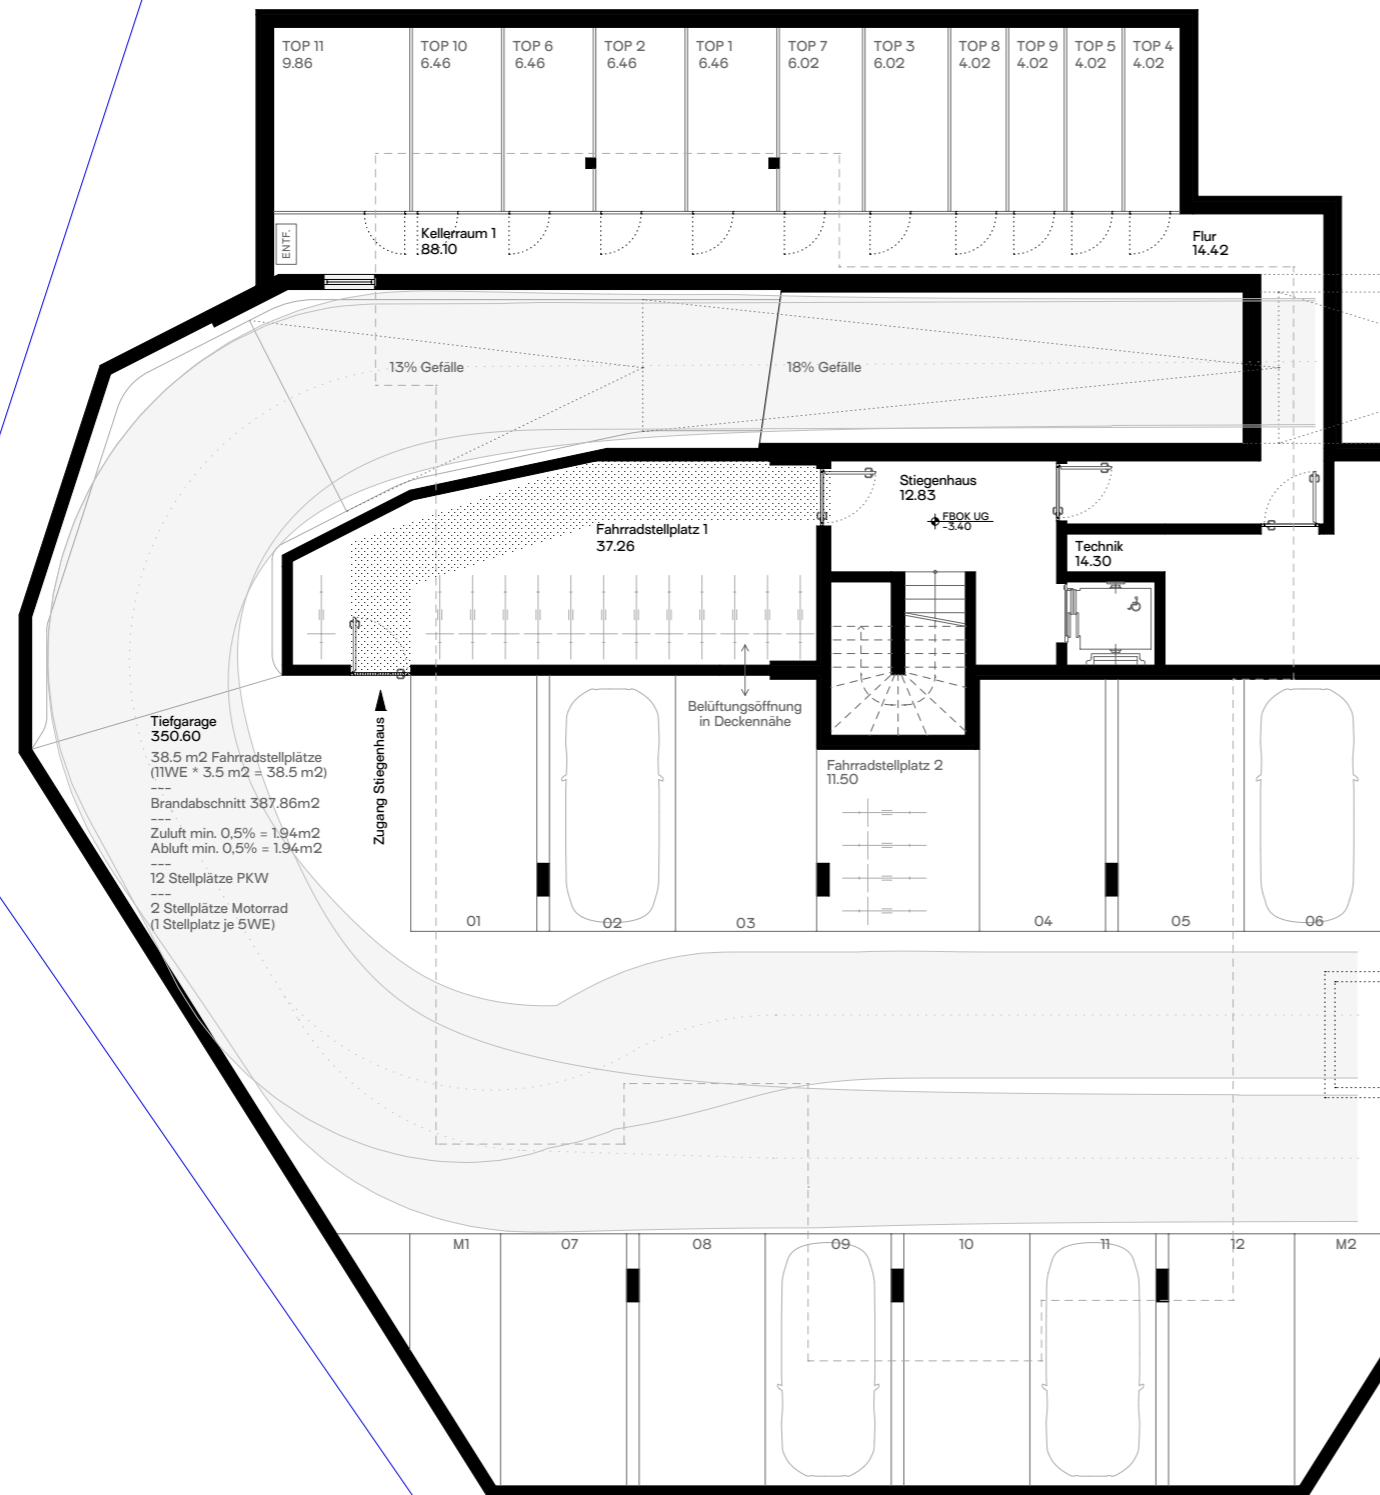 TOP 11
9.86
TOP 10
6.46
TOP 6
6.46
TOP 2
6.46
TOP 1
6.46
TOP 7
6.02
TOP 3
6.02
TOP 8
4.02
TOP 9
4.02
TOP 5
4.02
TOP 4
4.02
ENTF.
Kellerraum 1
88.10
Flur
14.42
13% Gefälle
18% Gefälle
Stiegenhaus
12.83
FBOK UG
-3.40
Fahrradstellplatz 1
37.26
Technik
14.30
Belüftungsöffnung
in Deckennähe
Zugang Stiegenhaus
Tiefgarage
350.60
38.5 m2 Fahrradstellplätze
(11WE * 3.5 m2 = 38.5 m2)
---
Brandabschnitt 387.86m2
---
Zuluft min. 0,5% = 1.94m2
Abluft min. 0,5% = 1.94m2
---
12 Stellplätze PKW
---
2 Stellplätze Motorrad
(1 Stellplatz je 5WE)
Fahrradstellplatz 2
11.50
01
02
03
04
05
06
M1
07
08
09
10
11
12
M2